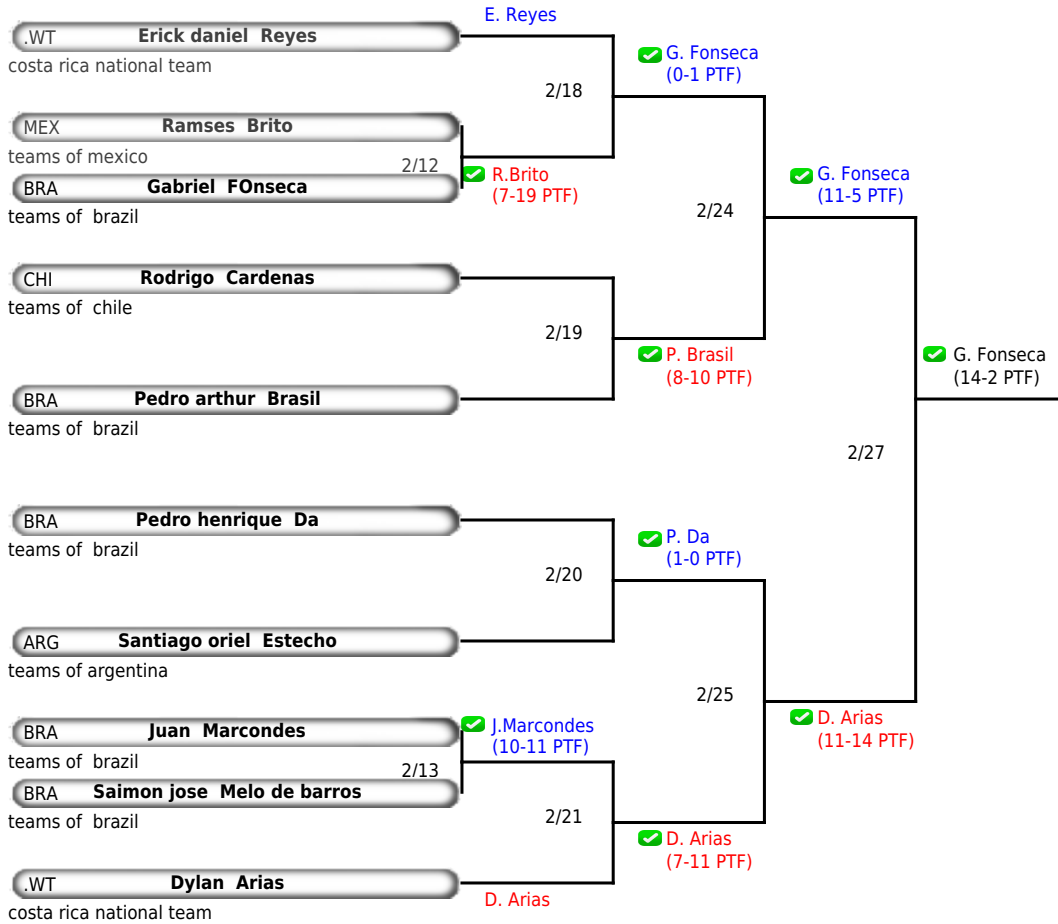 E. Reyes
.WT Erick daniel Reyes
costa rica national team
G. Fonseca
(0-1 PTF)
2/18
MEX Ramses Brito
teams of mexico
2/12
R.Brito
(7-19 PTF)
BRA Gabriel FOnseca
teams of brazil
G. Fonseca
(11-5 PTF)
2/24
CHI Rodrigo Cardenas
teams of chile
2/19
P. Brasil
(8-10 PTF)
G. Fonseca
(14-2 PTF)
BRA Pedro arthur Brasil
teams of brazil
2/27
BRA Pedro henrique Da
teams of brazil
P. Da
(1-0 PTF)
2/20
ARG Santiago oriel Estecho
teams of argentina
2/25
D. Arias
(11-14 PTF)
BRA Juan Marcondes
teams of brazil
J.Marcondes
(10-11 PTF)
2/13
BRA Saimon jose Melo de barros
teams of brazil
2/21
D. Arias
(7-11 PTF)
.WT Dylan Arias
costa rica national team
D. Arias